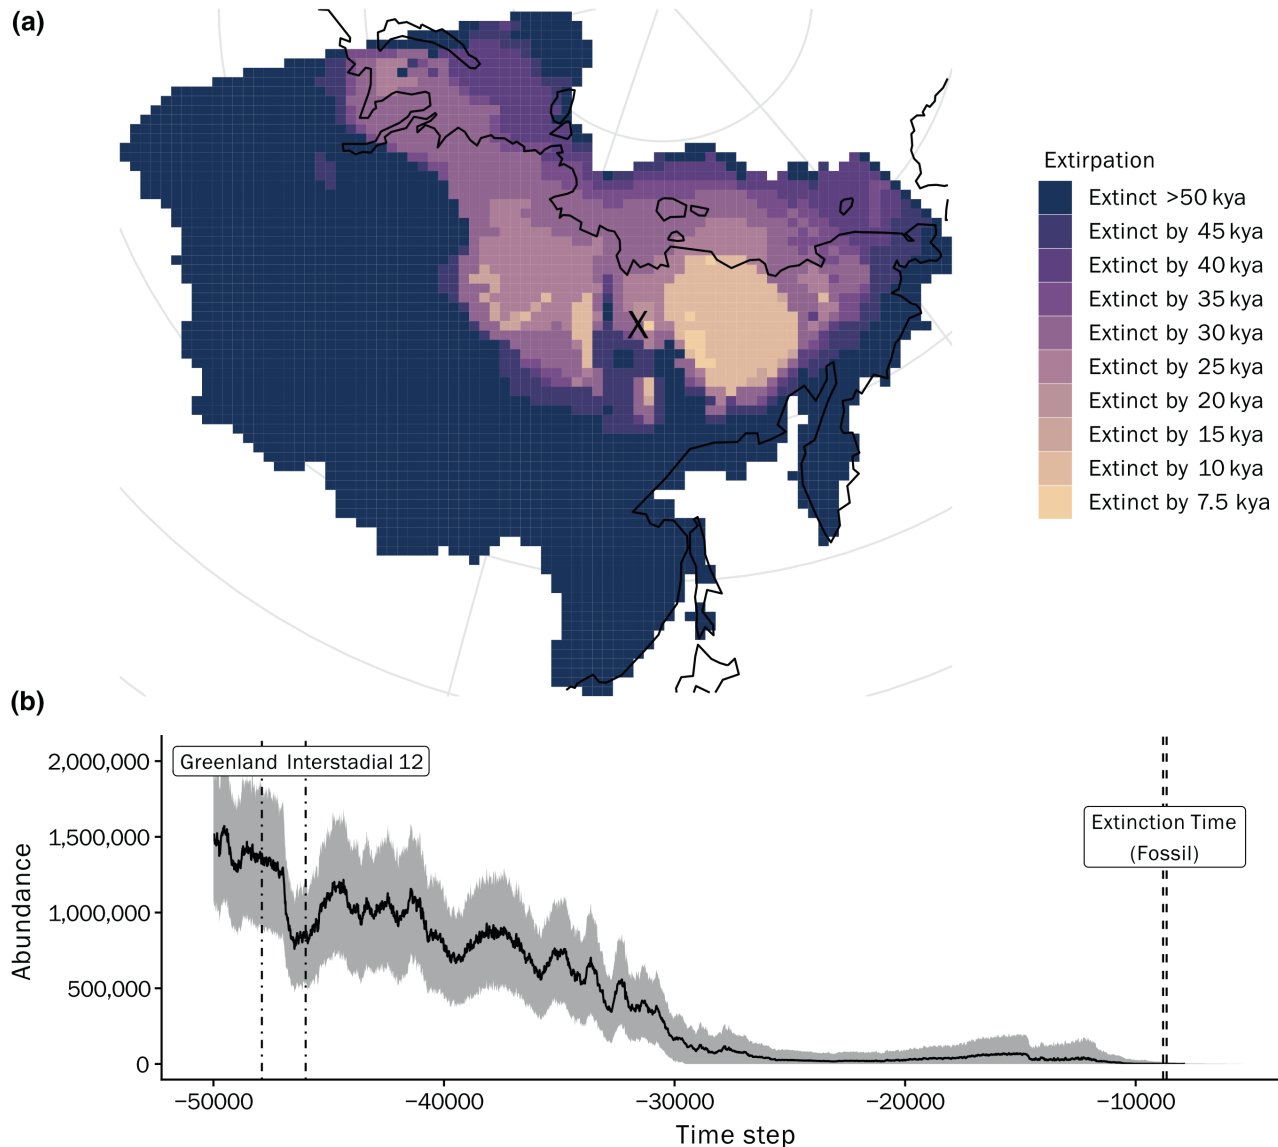 (a)
Extirpation
Extinct >50 kya
Extinct by 45 kya
Extinct by 40 kya
Extinct by 35 kya
Extinct by 30 kya
Extinct by 25 kya
Extinct by 20 kya
Extinct by 15 kya
Extinct by 10 kya
Extinct by 7.5 kya
X
(b)
Greenland Interstadial 12
Extinction Time
(Fossil)
Abundance
2,000,000
1,500,000
1,000,000
500,000
0
−50000
−40000
−30000
−20000
−10000
Time step